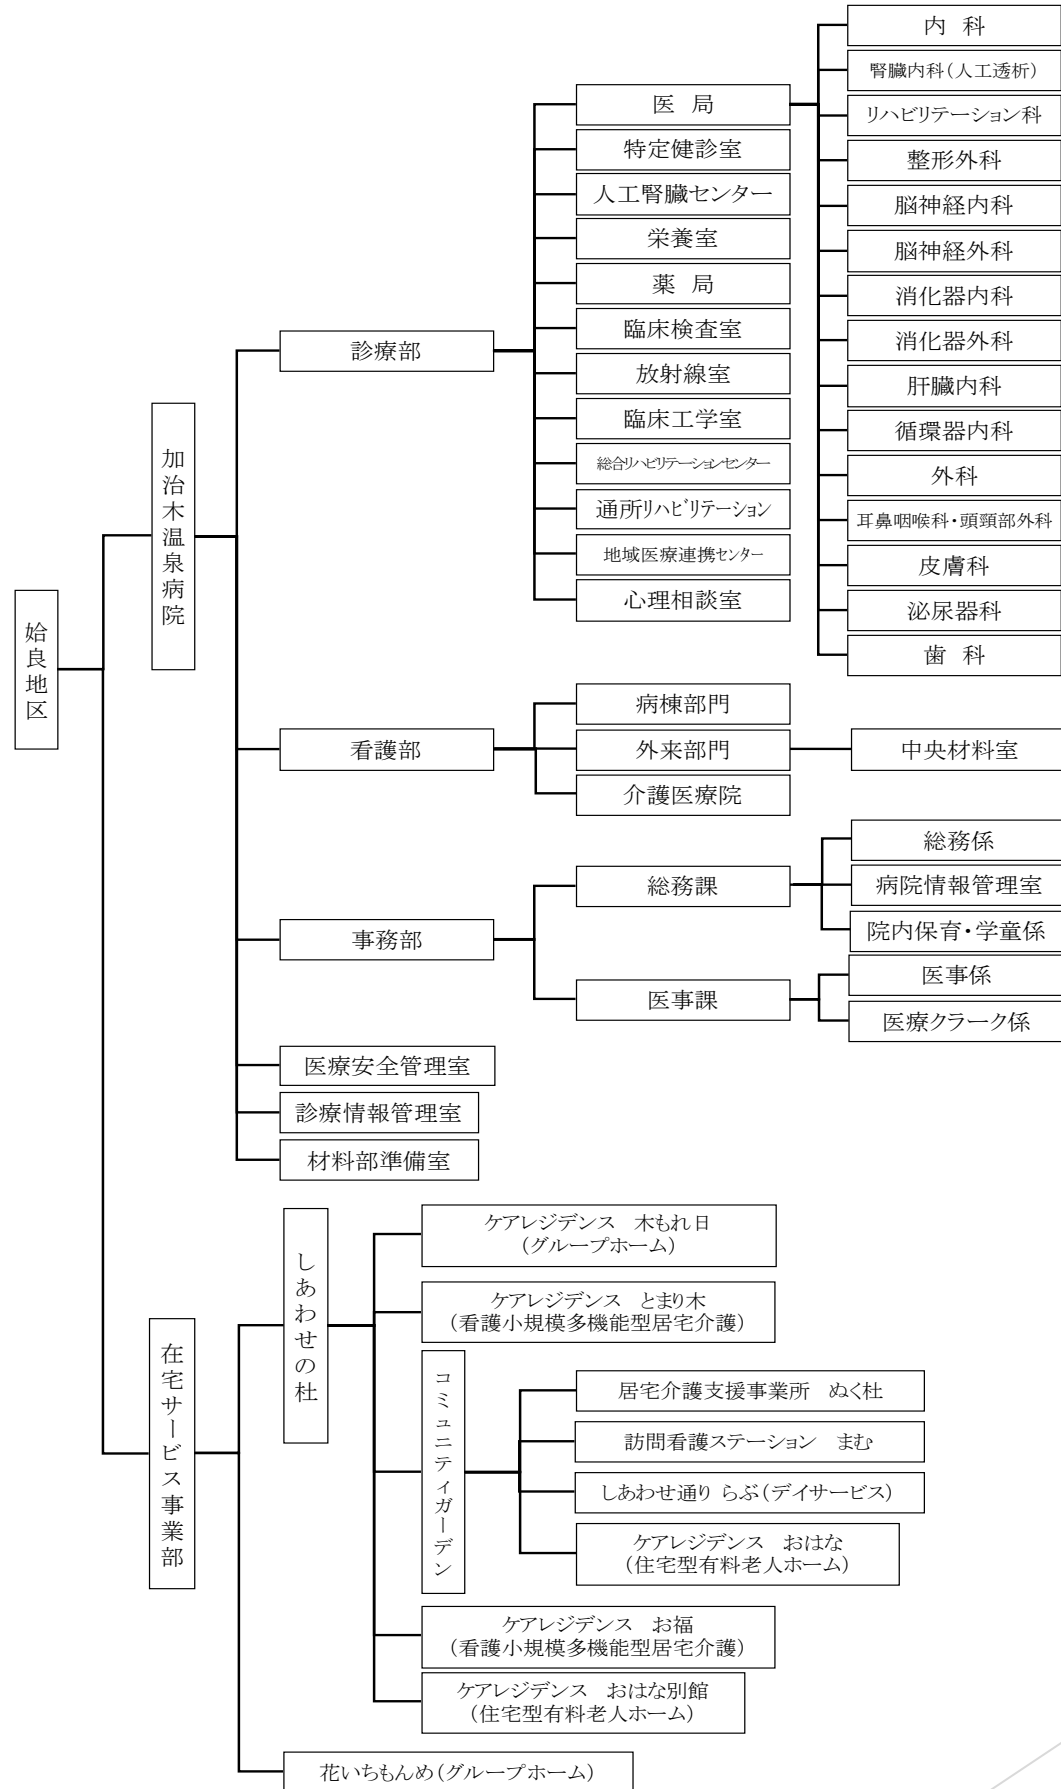 内 科
腎臓内科(人工透析)
医 局
リハビリテーション科
特定健診室
整形外科
人工腎臓センター
脳神経内科
栄養室
脳神経外科
薬 局
消化器内科
臨床検査室
消化器外科
診療部
放射線室
肝臓内科
臨床工学室
循環器内科
総合リハビリテーションセンター
外科
通所リハビリテーション
耳鼻咽喉科・頭頸部外科
地域医療連携センター
皮膚科
心理相談室
泌尿器科
歯 科
加治木温泉病院
姶良地区
病棟部門
看護部
外来部門
中央材料室
介護医療院
総務係
総務課
病院情報管理室
事務部
院内保育・学童係
医事係
医事課
医療クラーク係
医療安全管理室
診療情報管理室
材料部準備室
ケアレジデンス 木もれ日
(グループホーム)
しあわせの杜
ケアレジデンス とまり木
(看護小規模多機能型居宅介護)
在宅サービス事業部
コミュニティガーデン
居宅介護支援事業所 ぬく杜
訪問看護ステーション まむ
しあわせ通り らぶ(デイサービス)
ケアレジデンス おはな
(住宅型有料老人ホーム)
ケアレジデンス お福
(看護小規模多機能型居宅介護)
ケアレジデンス おはな別館
(住宅型有料老人ホーム)
花いちもんめ(グループホーム)